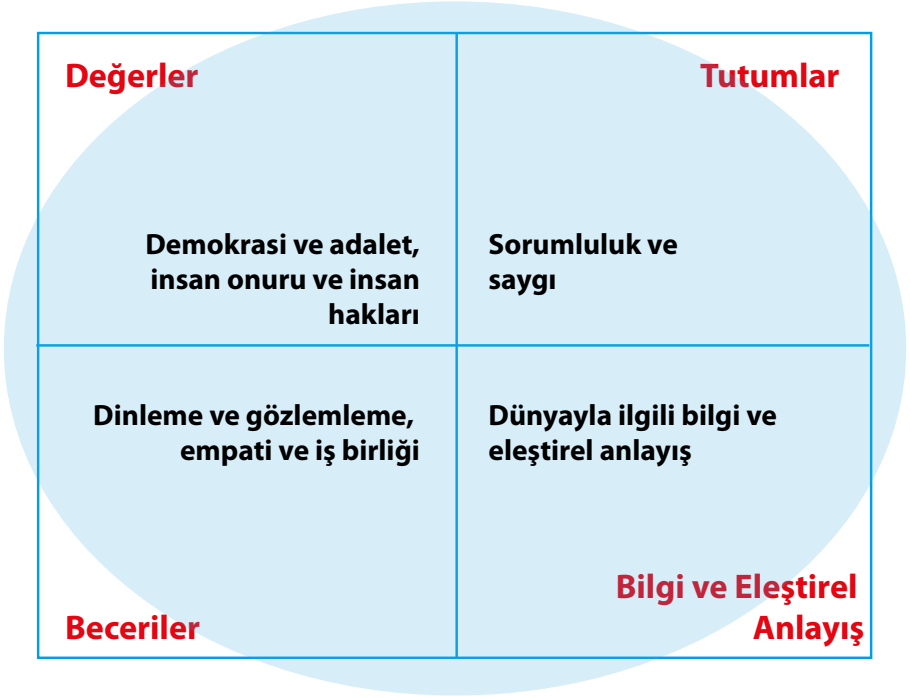 Değerler
Demokrasi ve adalet,
insan onuru ve insan
hakları
Tutumlar
Sorumluluk ve
saygı
Dinleme ve gözlemleme,
empati ve iş birliği
Beceriler
Dünyayla ilgili bilgi ve
eleştirel anlayış
Bilgi ve Eleştirel
Anlayış